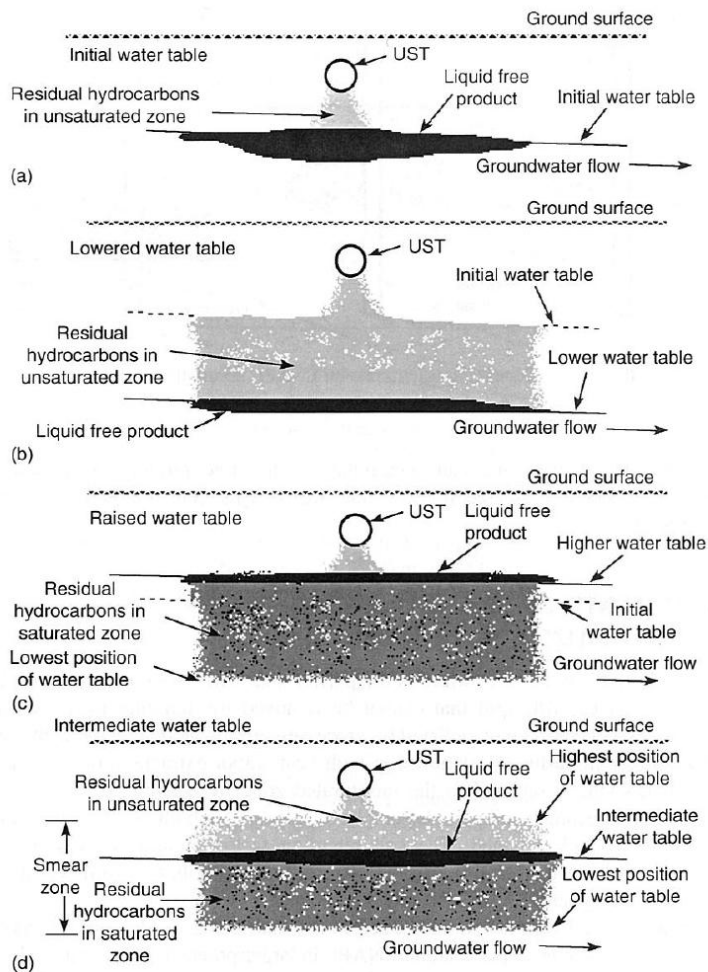 Ground surface
Initial water table
UST
Liquid free
product
Residual hydrocarbons
in unsaturated zone
Initial water table
Groundwater flow
(a)
Ground surface
Lowered water table
UST
Initial water table
Residual
hydrocarbons in
unsaturated zone
Lower water table
Liquid free product
Groundwater flow
(b)
Ground surface
Raised water table
UST
Liquid free
product
Higher water table
Residual
hydrocarbons in
saturated zone
Initial
water table
Lowest position
of water table
Groundwater flow
(c)
Intermediate water table
Ground surface
UST
Residual hydrocarbons
in unsaturated zone
Liquid free
product
Highest position
of water table
Intermediate
water table
Smear
zone
Residual
hydrocarbons
in saturated
zone
Lowest position
of water table
Groundwater flow
(d)